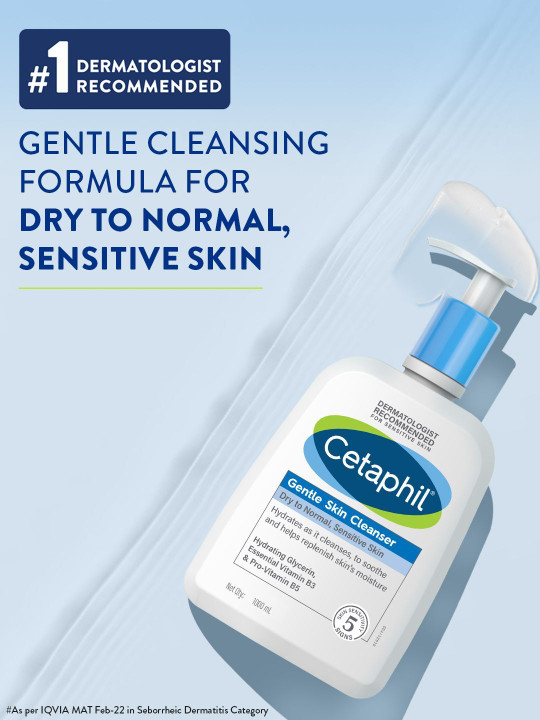 #1 DERMATOLOGIST
RECOMMENDED
GENTLE CLEANSING
FORMULA FOR
DRY TO NORMAL,
SENSITIVE SKIN
DERMATOLOGIST
RECOMMENDED
FOR SENSITIVE SKIN
Cetaphil®
Gentle Skin Cleanser
Dry to Normal, Sensitive Skin
Hydrates as it cleanses, to soothe
and helps replenish skin's moisture
Hydrating Glycerin,
Essential Vitamin B3
& Pro-Vitamin B5
Net Qty: 1000 mL
SKIN SENSITIVITY
5
SIGNS
#As per IQVIA MAT Feb-22 in Seborrheic Dermatitis Category